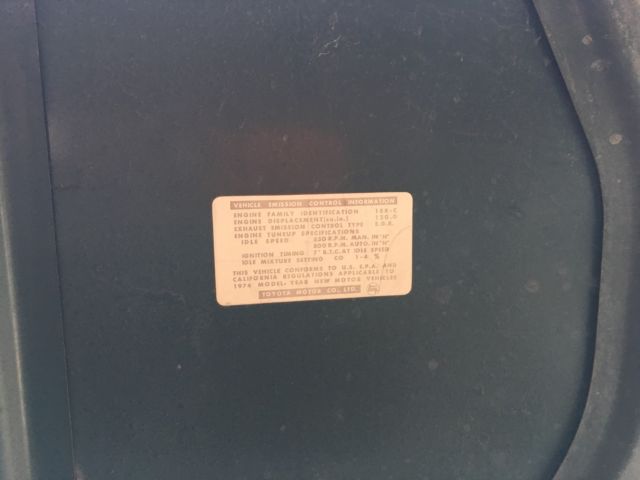 VEHICLE EMISSION CONTROL INFORMATION
ENGINE FAMILY IDENTIFICATION 18R-C
ENGINE DISPLACEMENT(cu.in.) 120.0
EXHAUST EMISSION CONTROL TYPE E.G.R.
ENGINE TUNEUP SPECIFICATIONS
IDLE SPEED 650 R.P.M. MAN. IN "N"
800 R.P.M. AUTO. IN "N"
IGNITION TIMING 7° B.T.C. AT IDLE SPEED
IDLE MIXTURE SETTING CO 1-4 %
THIS VEHICLE CONFORMS TO U.S. E.P.A. AND
CALIFORNIA REGULATIONS APPLICABLE TO
1974 MODEL-YEAR NEW MOTOR VEHICLES
TOYOTA MOTOR CO., LTD.